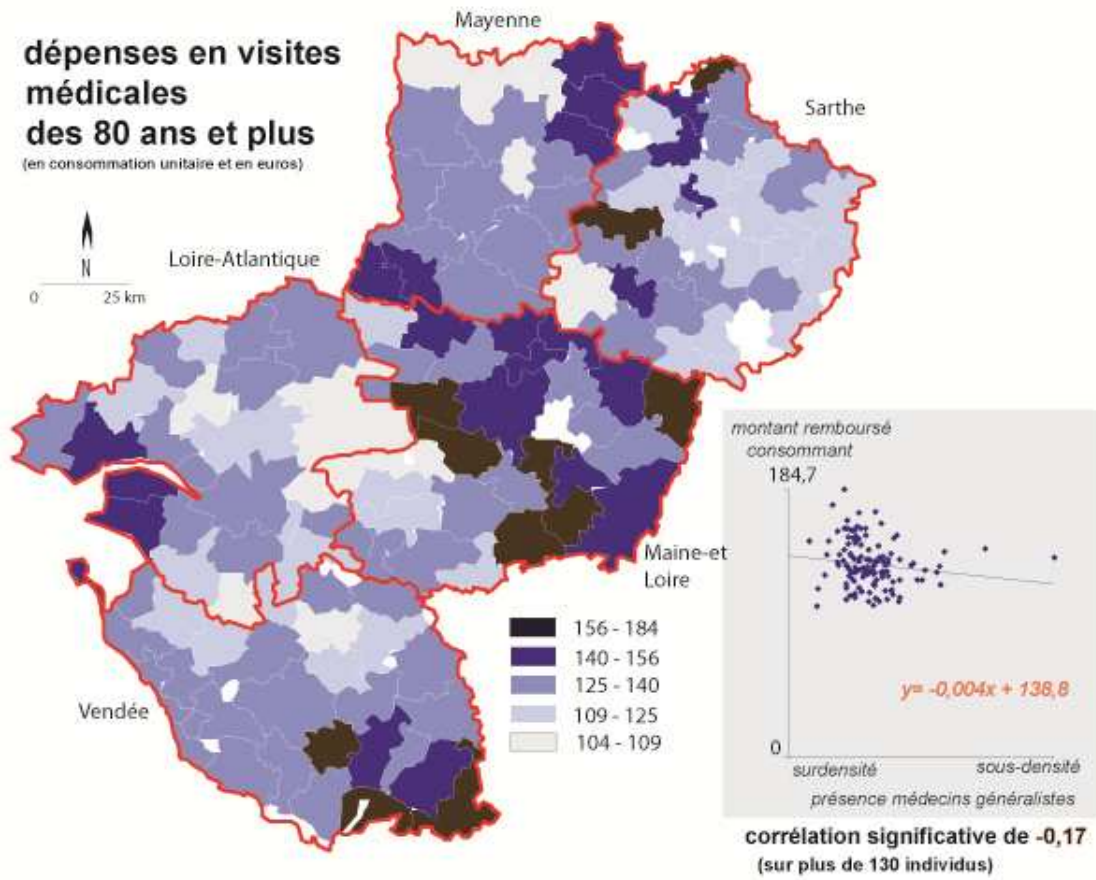 dépenses en visites
médicales
des 80 ans et plus
(en consommation unitaire et en euros)
Mayenne
Sarthe
N
0 25 km
Loire-Atlantique
Maine-et
Loire
Vendée
156 - 184
140 - 156
125 - 140
109 - 125
104 - 109
montant remboursé
consommant
184,7
y= -0,004x + 138,8
0
surdensité sous-densité
présence médecins généralistes
corrélation significative de -0,17
(sur plus de 130 individus)